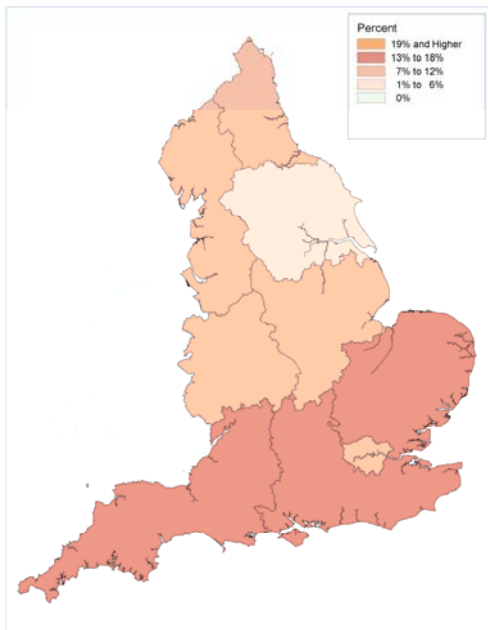 Percent
19% and Higher
13% to 18%
7% to 12%
1% to 6%
0%